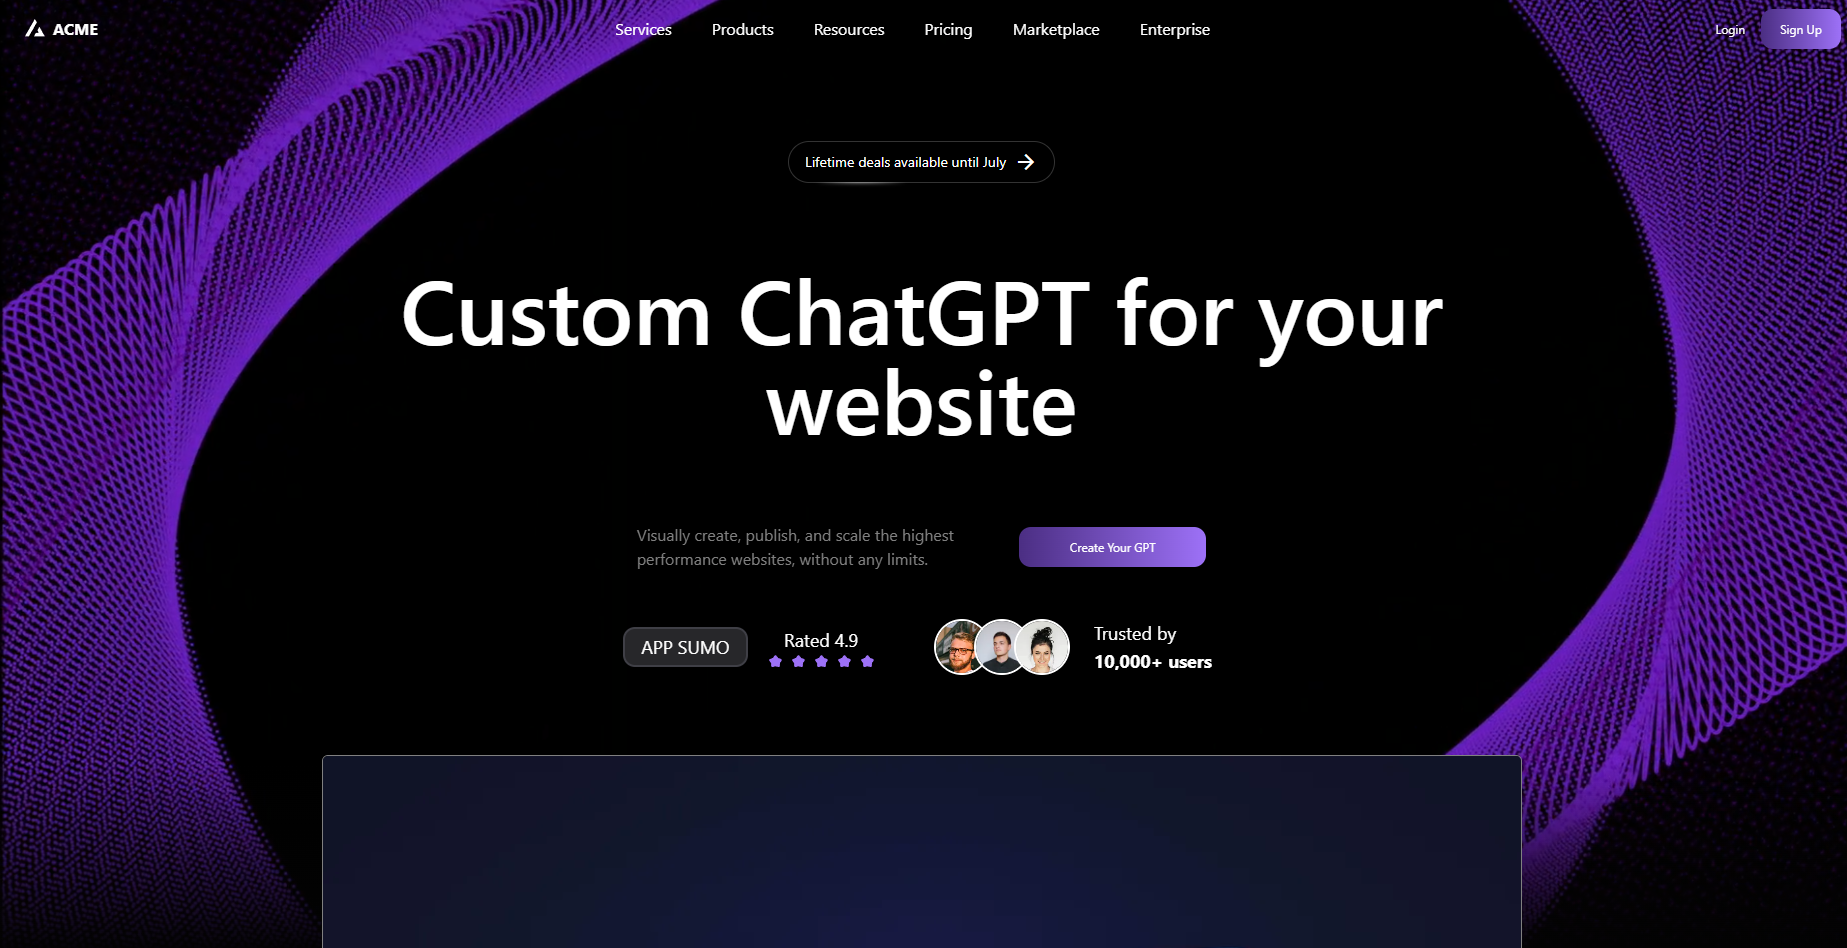 ACME
Services
Products
Resources
Pricing
Marketplace
Enterprise
Login
Sign Up
Lifetime deals available until July
Custom ChatGPT for your
website
Visually create, publish, and scale the highest
performance websites, without any limits.
Create Your GPT
APP SUMO
Rated 4.9
Trusted by
10,000+ users